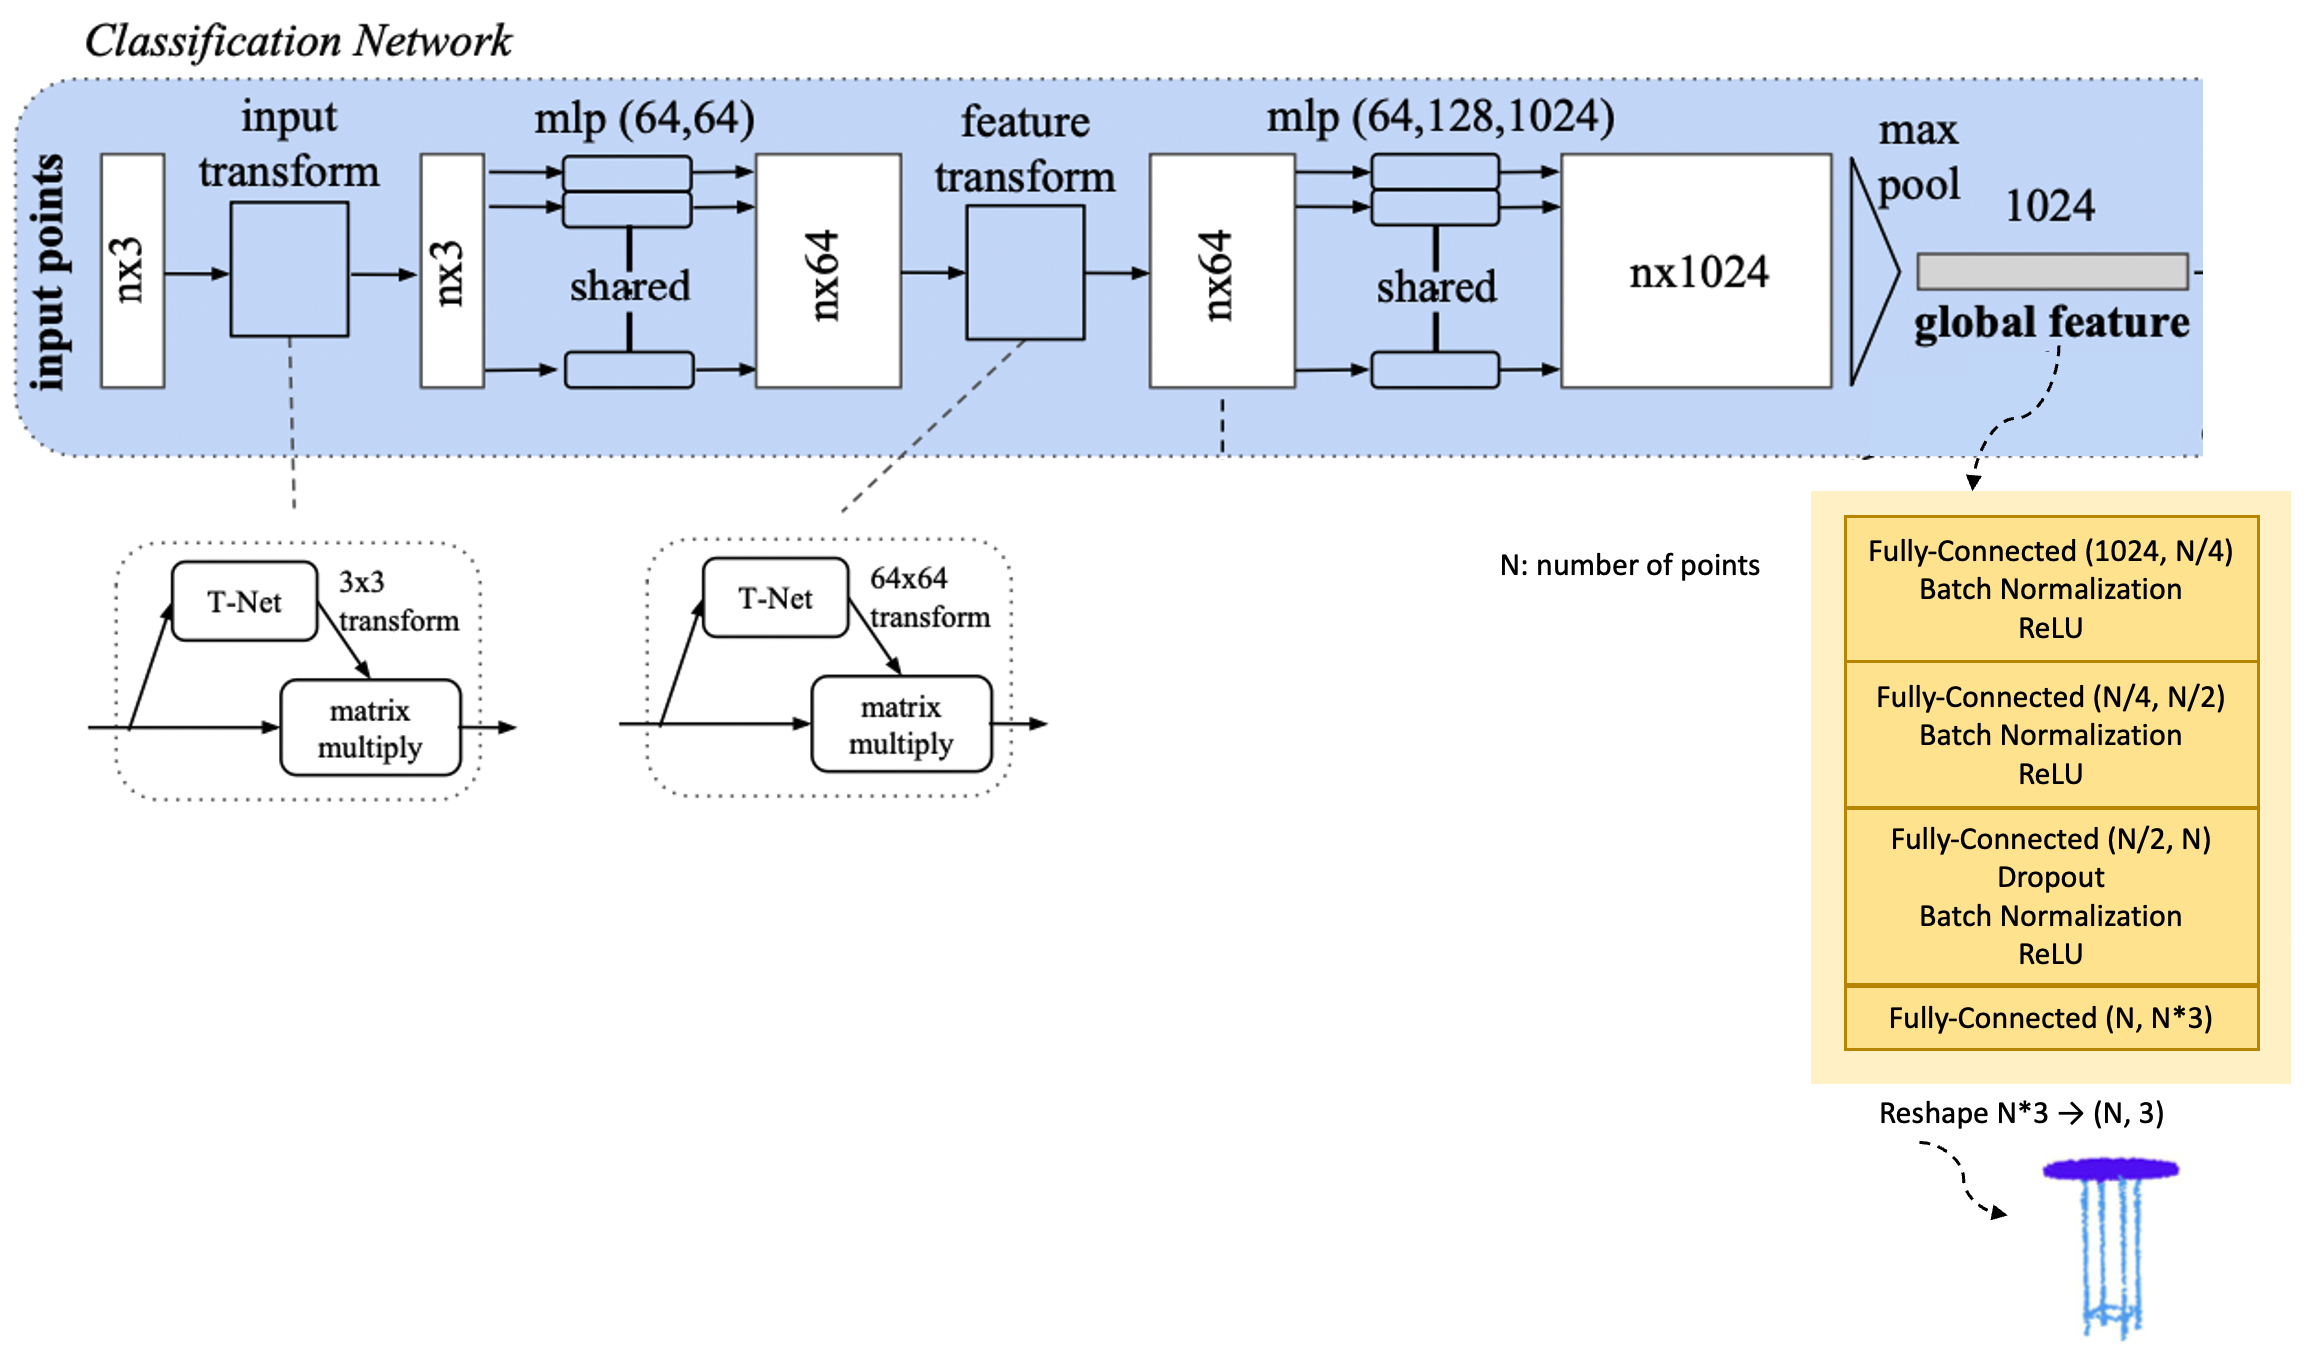 Classification Network
input points
nx3
input
transform
nx3
mlp (64,64)
shared
nx64
feature
transform
nx64
mlp (64,128,1024)
shared
nx1024
max
pool
1024
global feature
T-Net
3x3
transform
matrix
multiply
T-Net
64x64
transform
matrix
multiply
N: number of points
Fully-Connected (1024, N/4)
Batch Normalization
ReLU
Fully-Connected (N/4, N/2)
Batch Normalization
ReLU
Fully-Connected (N/2, N)
Dropout
Batch Normalization
ReLU
Fully-Connected (N, N*3)
Reshape N*3 → (N, 3)